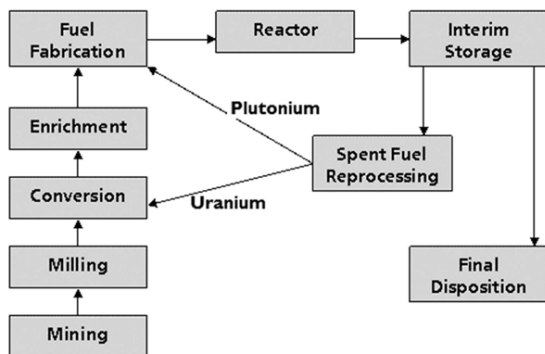 Fuel
Fabrication
Reactor
Interim
Storage
Plutonium
Enrichment
Spent Fuel
Reprocessing
Conversion
Uranium
Milling
Final
Disposition
Mining